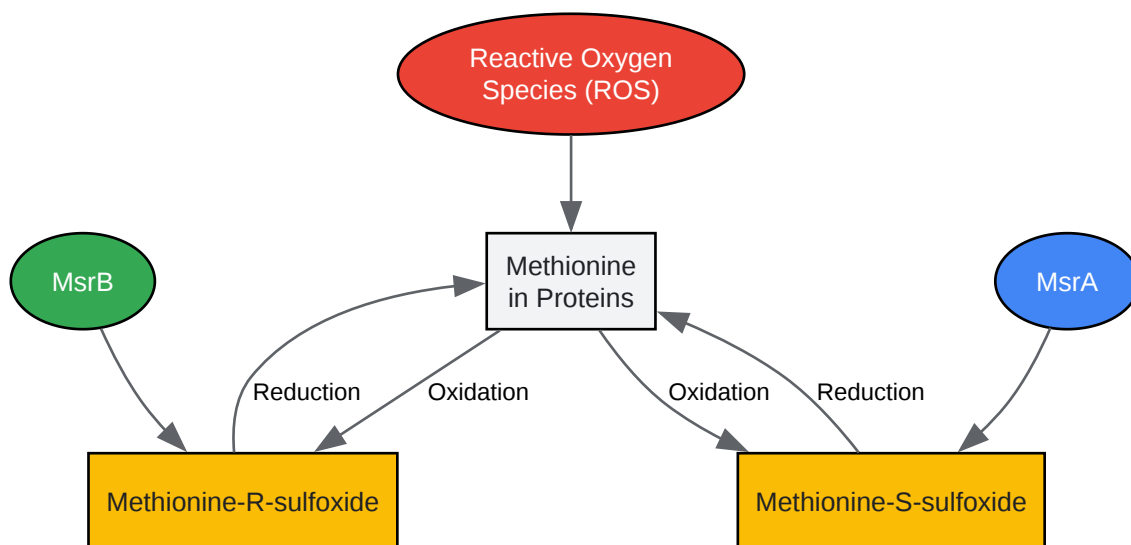 Reactive Oxygen
Species (ROS)
MsrB
Methionine
in Proteins
MsrA
Reduction
Oxidation
Oxidation
Reduction
Methionine-R-sulfoxide
Methionine-S-sulfoxide